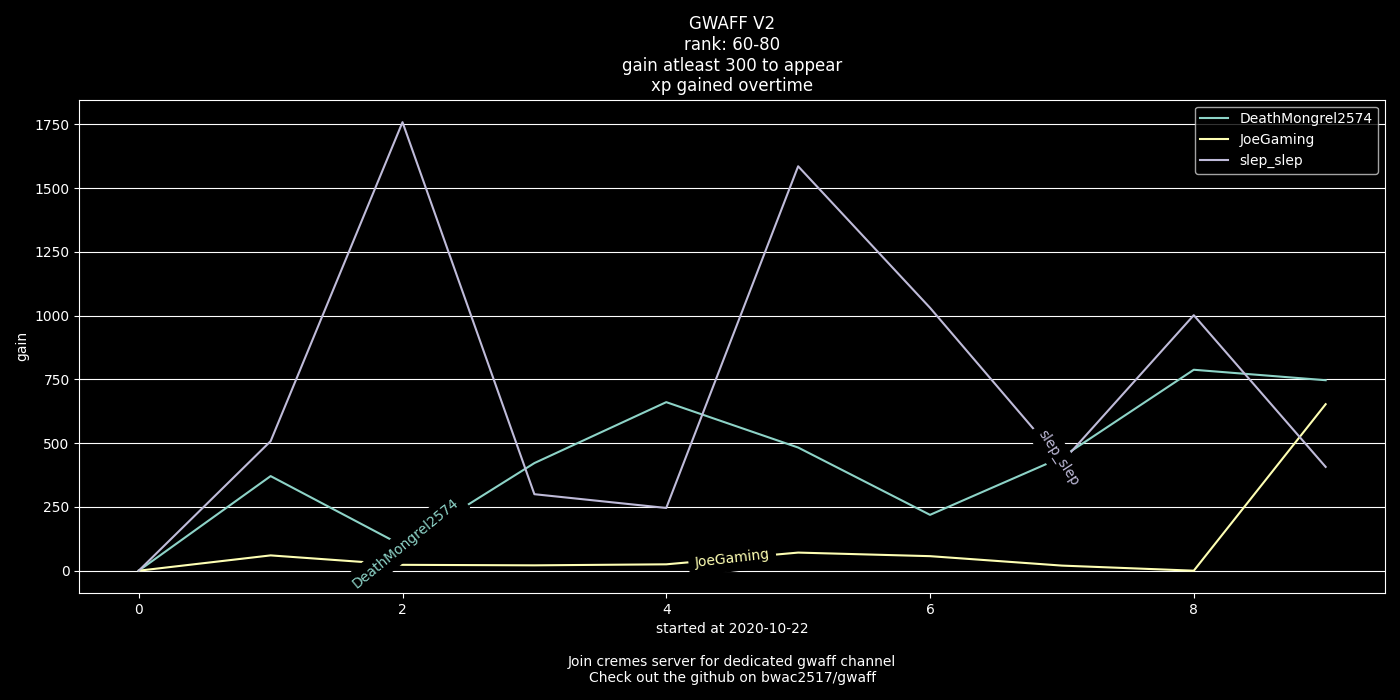 GWAFF V2
rank: 60-80
gain atleast 300 to appear
xp gained overtime
DeathMongrel2574
JoeGaming
slep_slep
1750
1500
1250
1000
750
500
250
0
gain
slep_slep
DeathMongrel2574
JoeGaming
0 2 4 6 8
started at 2020-10-22
Join cremes server for dedicated gwaff channel
Check out the github on bwac2517/gwaff